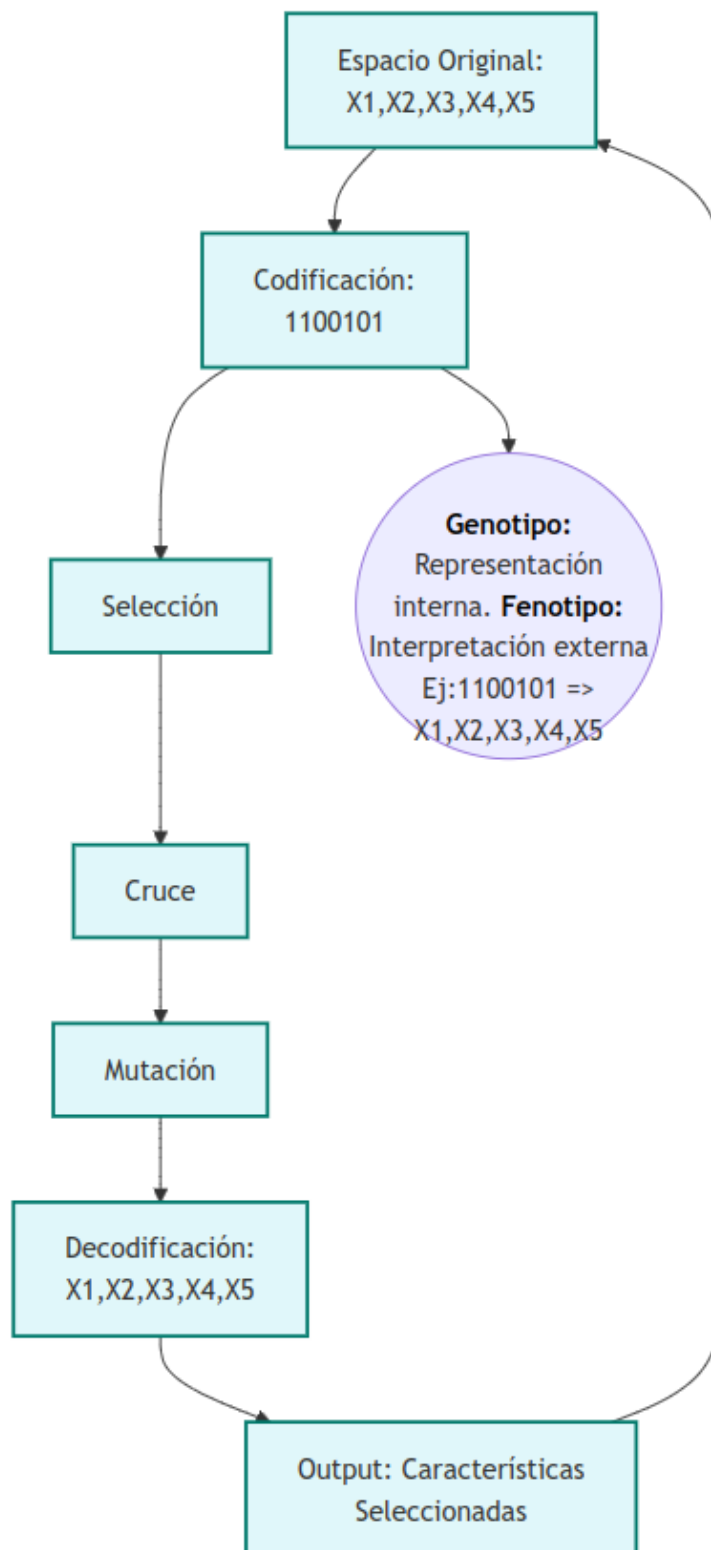 Espacio Original:
X1,X2,X3,X4,X5
Codificación:
1100101
Genotipo:
Representación
interna. Fenotipo:
Interpretación externa
Ej:1100101 =>
X1,X2,X3,X4,X5
Selección
Cruce
Mutación
Decodificación:
X1,X2,X3,X4,X5
Output: Características
Seleccionadas